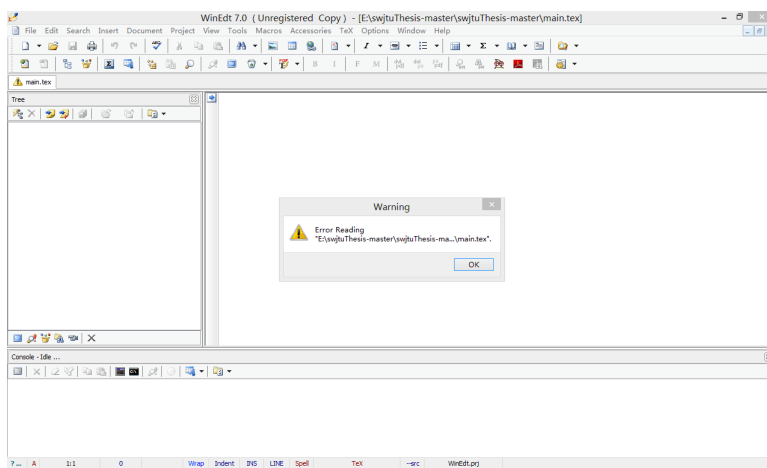 WinEdt 7.0 ( Unregistered Copy ) - [E:\swjtuThesis-master\swjtuThesis-master\main.tex]
File Edit Search Insert Document Project View Tools Macros Accessories TeX Options Window Help
B I F M
main.tex
Tree
Warning
Error Reading
"E:\swjtuThesis-master\swjtuThesis-ma...\main.tex".
OK
Console - Idle ...
? ... A 1:1 0 Wrap Indent INS LINE Spell TeX --src WinEdt.prj